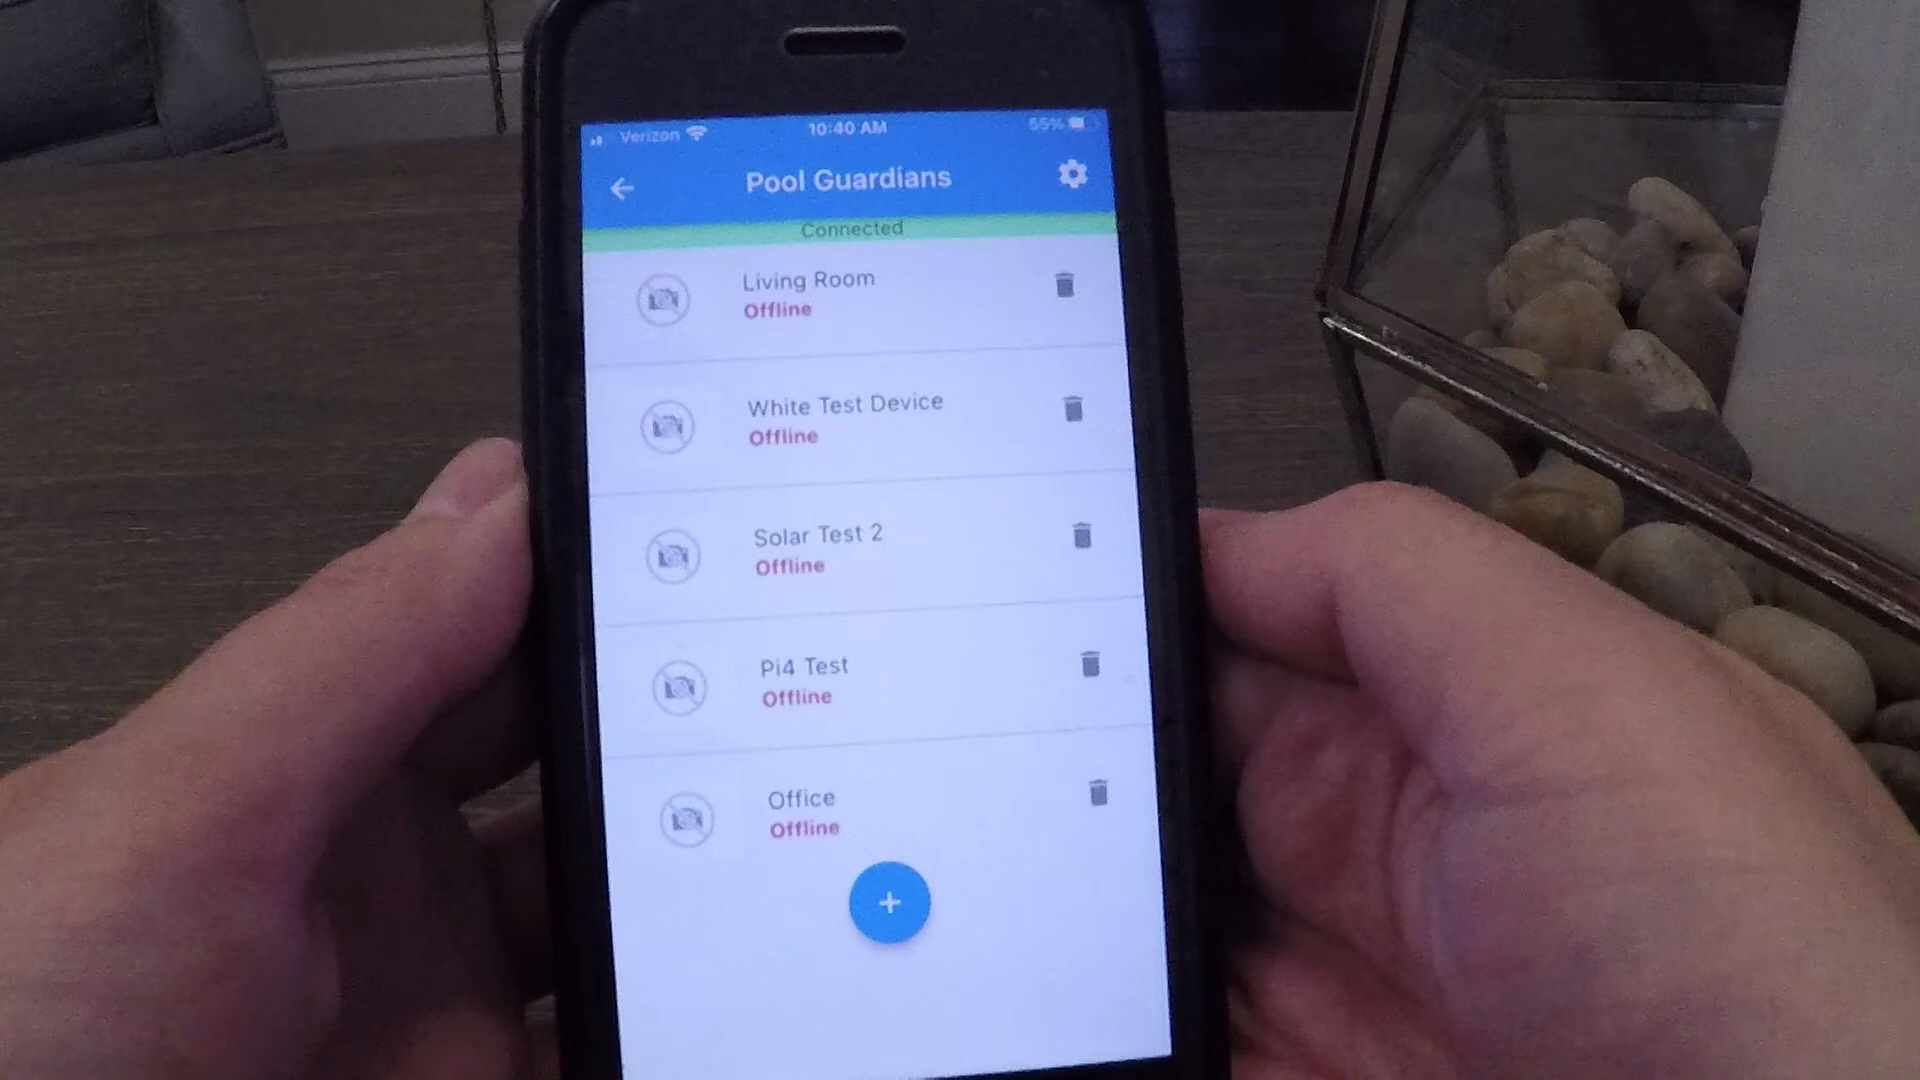 Verizon 10:40 AM 55%
Pool Guardians
Connected
Living Room
Offline
White Test Device
Offline
Solar Test 2
Offline
Pi4 Test
Offline
Office
Offline
+